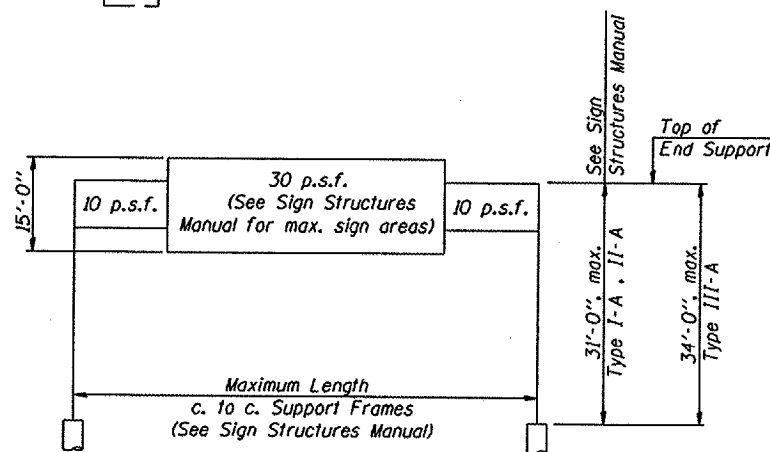 See Sign
Structures Manual
Top of
End Support
15'-0"
10 p.s.f.
30 p.s.f.
(See Sign Structures
Manual for max. sign areas)
10 p.s.f.
31'-0", max.
Type I-A , II-A
34'-0", max.
Type III-A
Maximum Length
c. to c. Support Frames
(See Sign Structures Manual)